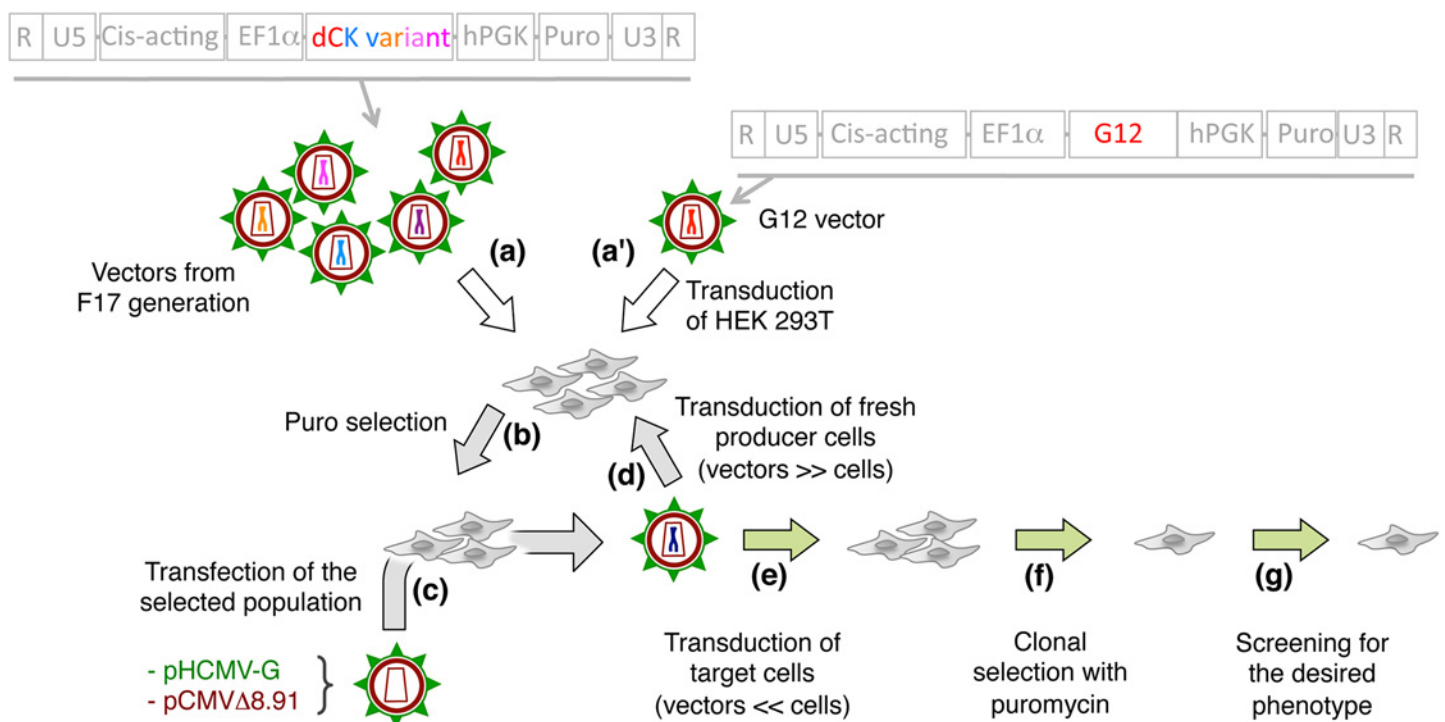 R U5 Cis-acting EF1α dCK variant hPGK Puro U3 R
R U5 Cis-acting EF1α G12 hPGK Puro U3 R
G12 vector
(a) (a')
Vectors from
F17 generation
Transduction
of HEK 293T
Puro selection
(b)
Transduction of fresh
producer cells
(vectors >> cells)
(d)
Transfection of the
selected population
(c)
(e) (f) (g)
- pHCMV-G
- pCMVΔ8.91
Transduction of
target cells
(vectors << cells)
Clonal
selection with
puromycin
Screening for
the desired
phenotype